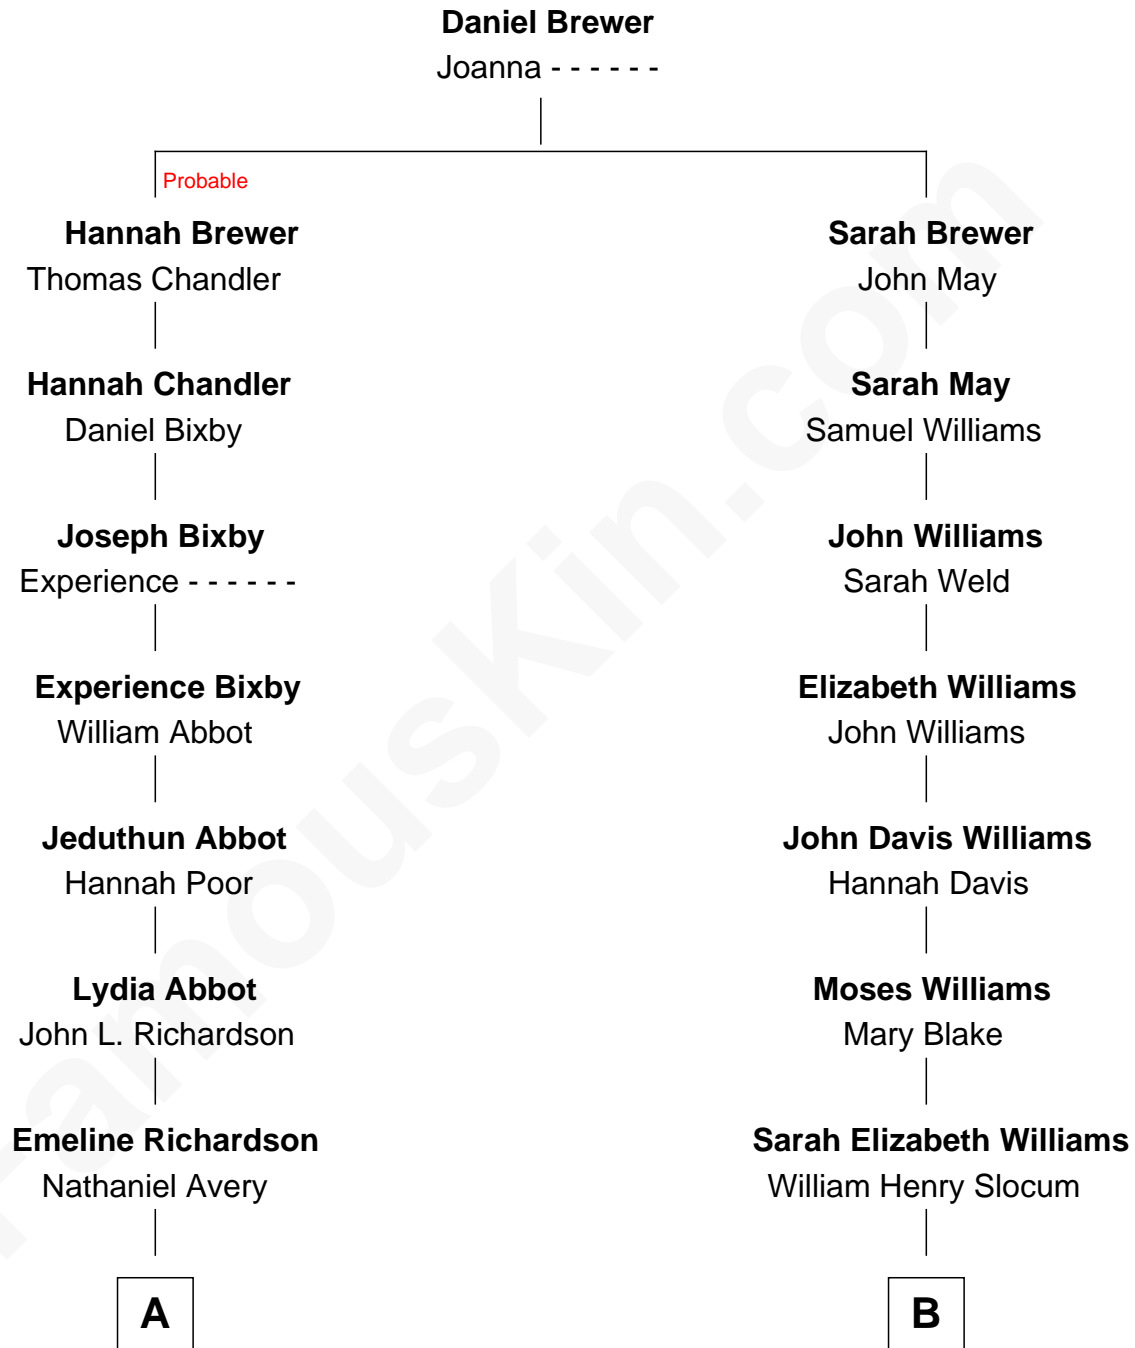 Daniel Brewer
Joanna - - - - - -
Probable
Hannah Brewer
Thomas Chandler
Sarah Brewer
John May
Hannah Chandler
Daniel Bixby
Sarah May
Samuel Williams
Joseph Bixby
Experience - - - - - -
John Williams
Sarah Weld
Experience Bixby
William Abbot
Elizabeth Williams
John Williams
Jeduthun Abbot
Hannah Poor
John Davis Williams
Hannah Davis
Lydia Abbot
John L. Richardson
Moses Williams
Mary Blake
Emeline Richardson
Nathaniel Avery
Sarah Elizabeth Williams
William Henry Slocum
A
B
FamousKin.com